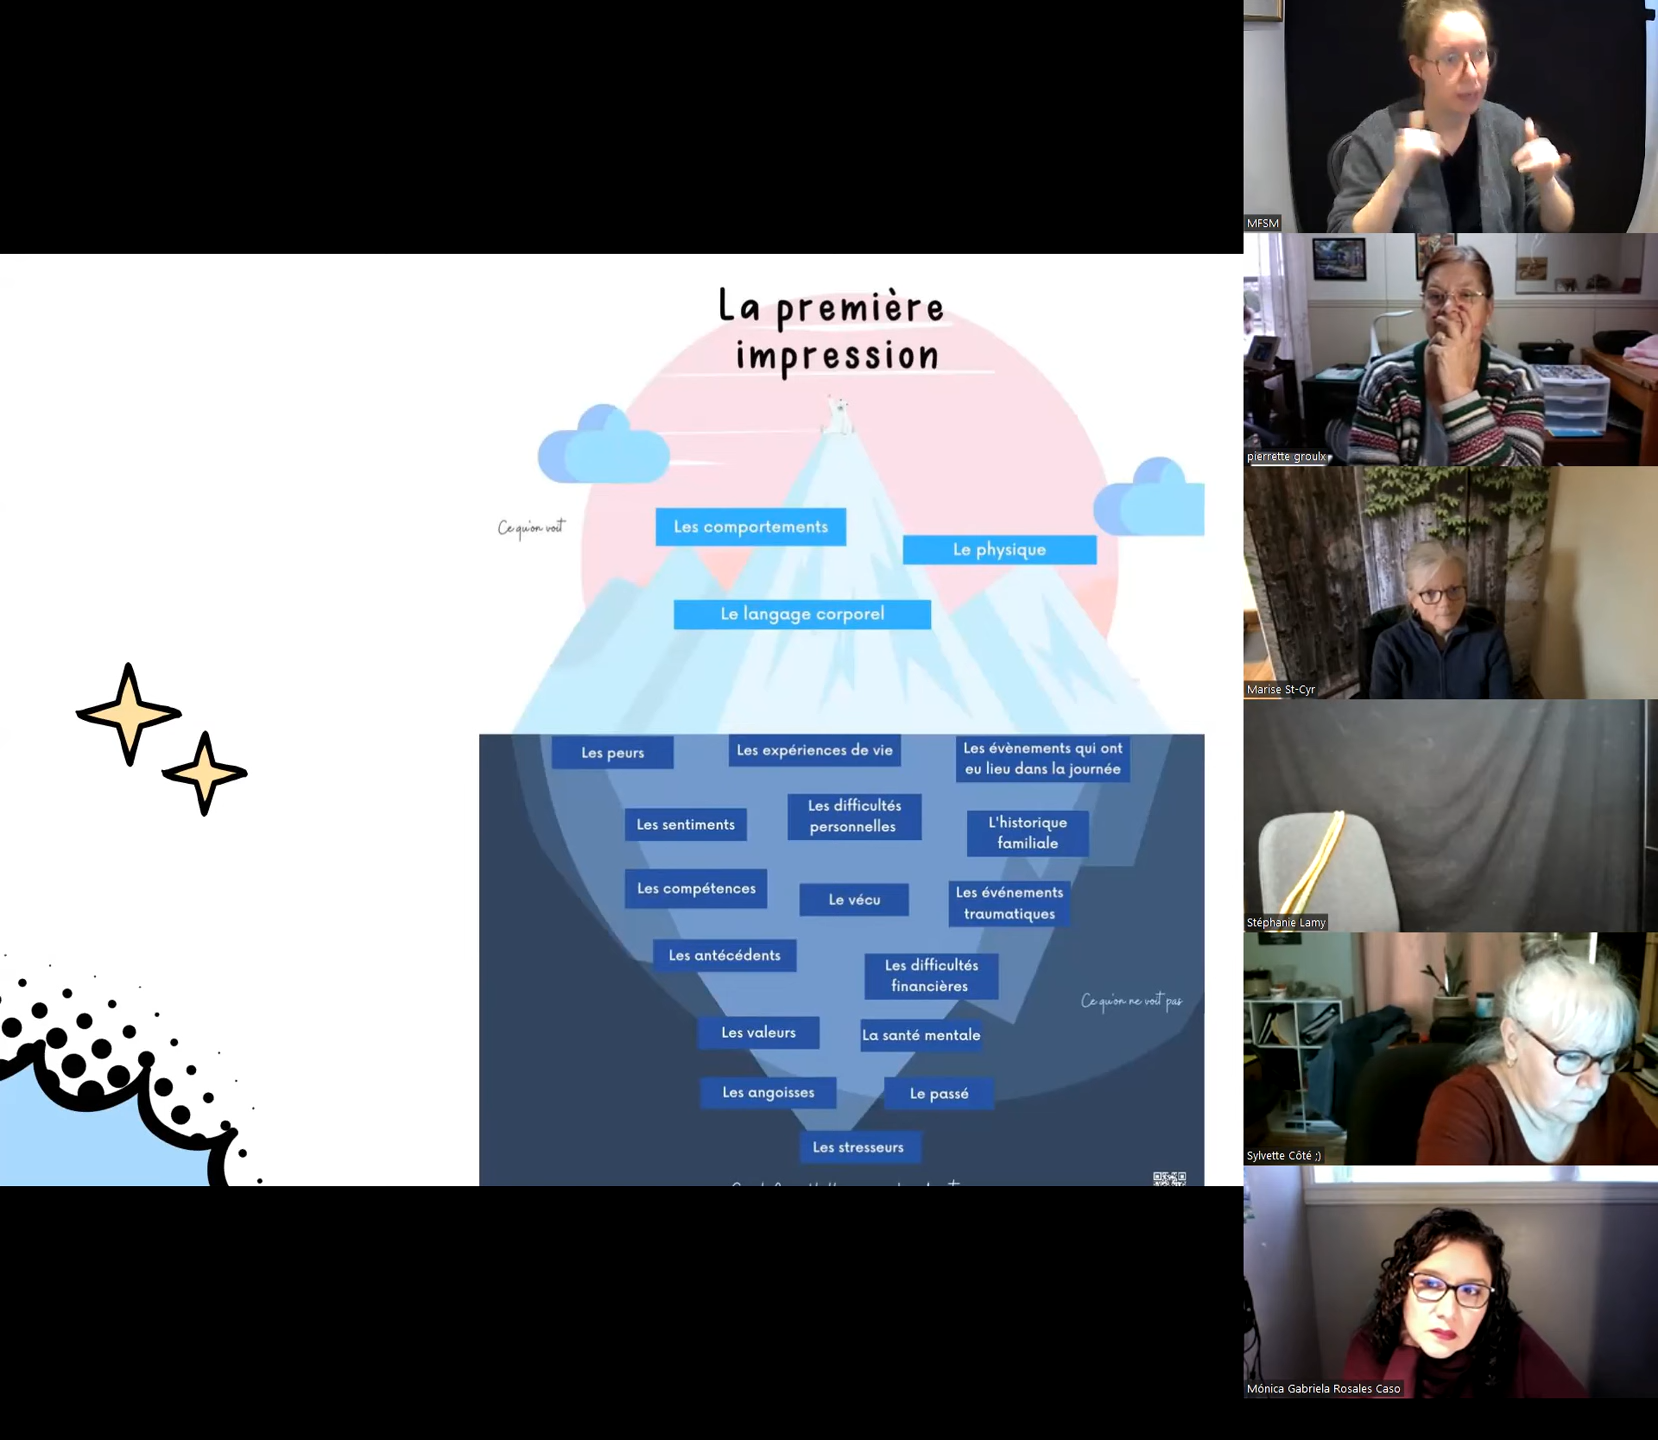 La première
impression
Ce qu'on voit
Les comportements
Le physique
Le langage corporel
Les peurs
Les expériences de vie
Les évènements qui ont
eu lieu dans la journée
Les sentiments
Les difficultés
personnelles
L'historique
familiale
Les compétences
Le vécu
Les événements
traumatiques
Les antécédents
Les difficultés
financières
Ce qu'on ne voit pas
Les valeurs
La santé mentale
Les angoisses
Le passé
Les stresseurs
MFSM
pierrette groulx
Marise St-Cyr
Stéphanie Lamy
Sylvette Côté ;)
Mónica Gabriela Rosales Caso